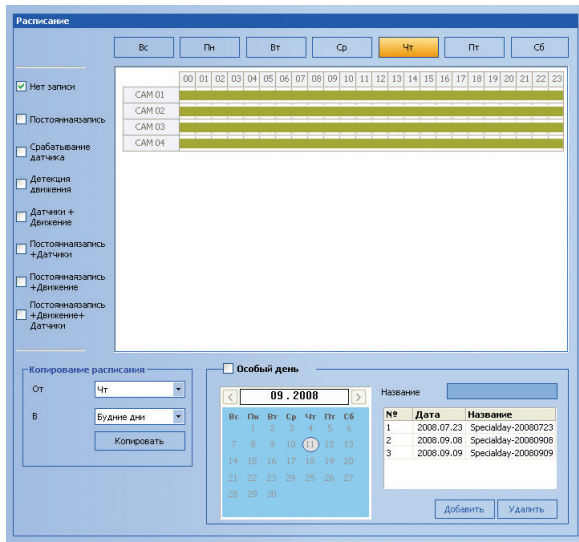 Расписание
Вс Пн Вт Ср Чт Пт Сб
00 01 02 03 04 05 06 07 08 09 10 11 12 13 14 15 16 17 18 19 20 21 22 23
CAM 01
CAM 02
CAM 03
CAM 04
Нет записи
Постояннаязапись
Срабатывание
датчика
Детекция
движения
Датчики +
Движение
Постояннаязапись
+Датчики
Постояннаязапись
+Движение
Постояннаязапись
+Движение+
Датчики
Копирование расписания
От Чт
В Будние дни
Копировать
Особый день
< 09 . 2008 >
Вс Пн Вт Ср Чт Пт Сб
1 2 3 4 5 6
7 8 9 10 11 12 13
14 15 16 17 18 19 20
21 22 23 24 25 26 27
28 29 30
Название
№ Дата Название
1 2008.07.23 Specialday-20080723
2 2008.09.08 Specialday-20080908
3 2008.09.09 Specialday-20080909
Добавить Удалить